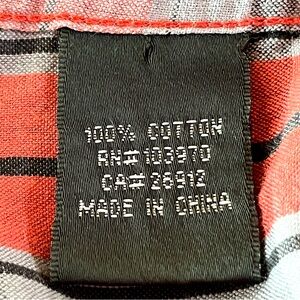 100% COTTON
RN# 103970
CA# 28912
MADE IN CHINA